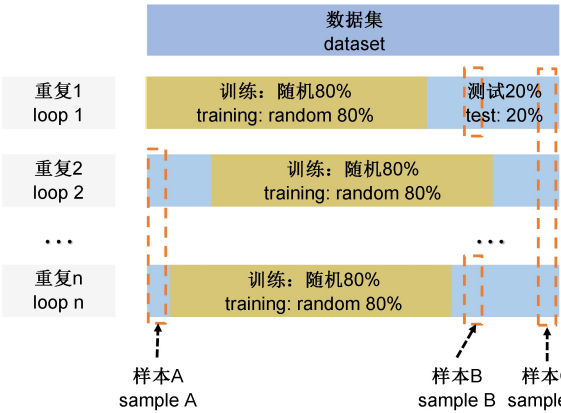 数据集
dataset
重复1
loop 1
训练：随机80%
training: random 80%
测试20%
test: 20%
重复2
loop 2
训练：随机80%
training: random 80%
...
...
重复n
loop n
训练：随机80%
training: random 80%
样本A
sample A
样本B
sample B
样本
sample